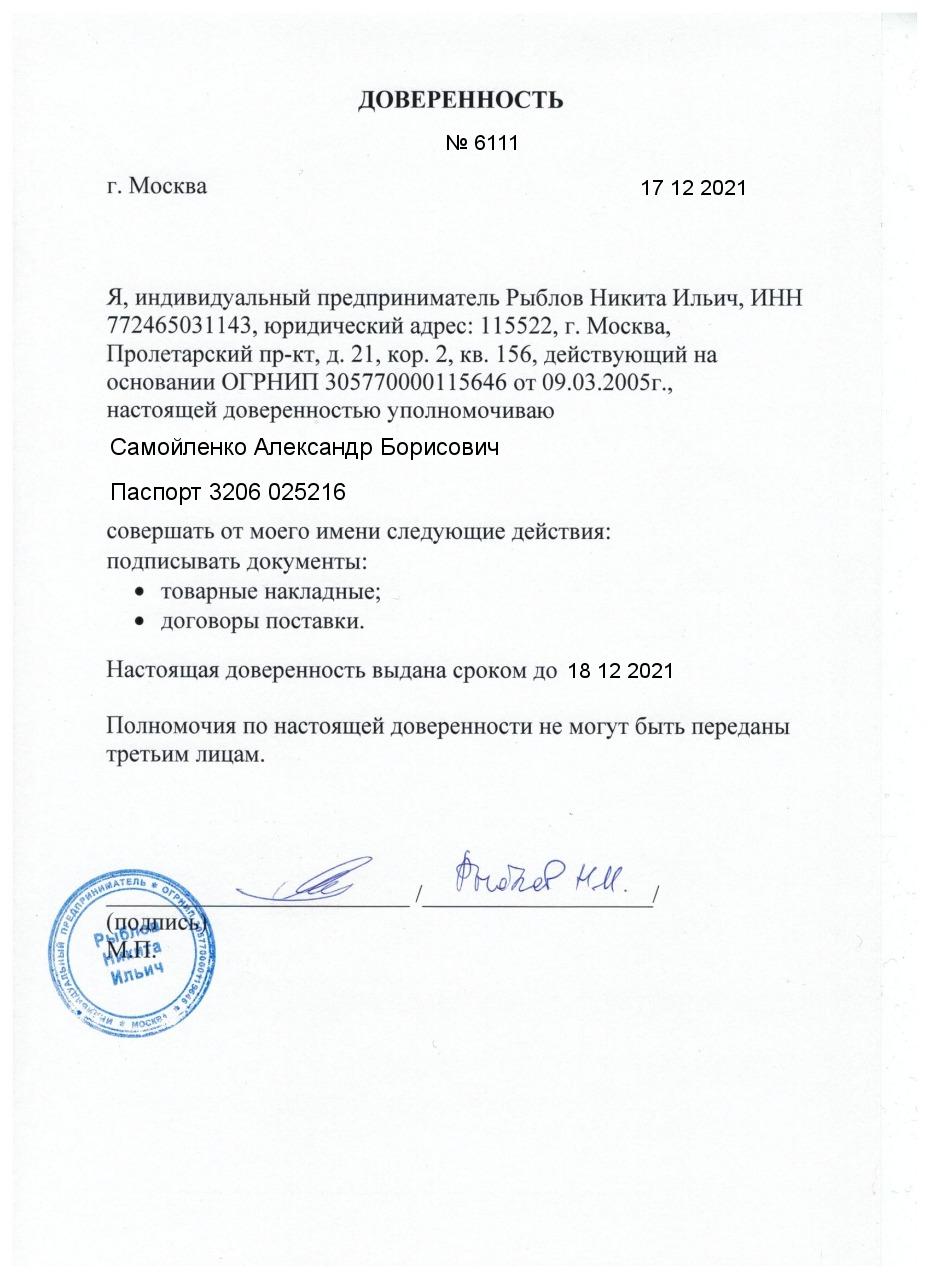 ДОВЕРЕННОСТЬ
№ 6111
г. Москва 17 12 2021
Я, индивидуальный предприниматель Рыблов Никита Ильич, ИНН
772465031143, юридический адрес: 115522, г. Москва,
Пролетарский пр-кт, д. 21, кор. 2, кв. 156, действующий на
основании ОГРНИП 305770000115646 от 09.03.2005г.,
настоящей доверенностью уполномочиваю
Самойленко Александр Борисович
Паспорт 3206 025216
совершать от моего имени следующие действия:
подписывать документы:
• товарные накладные;
• договоры поставки.
Настоящая доверенность выдана сроком до 18 12 2021
Полномочия по настоящей доверенности не могут быть переданы
третьим лицам.
/ Рыблов Н.И. /
(подпись)
М.П.
ИНДИВИДУАЛЬНЫЙ ПРЕДПРИНИМАТЕЛЬ * ОГРНИП * МОСКВА *
Рыблов
Никита
Ильич